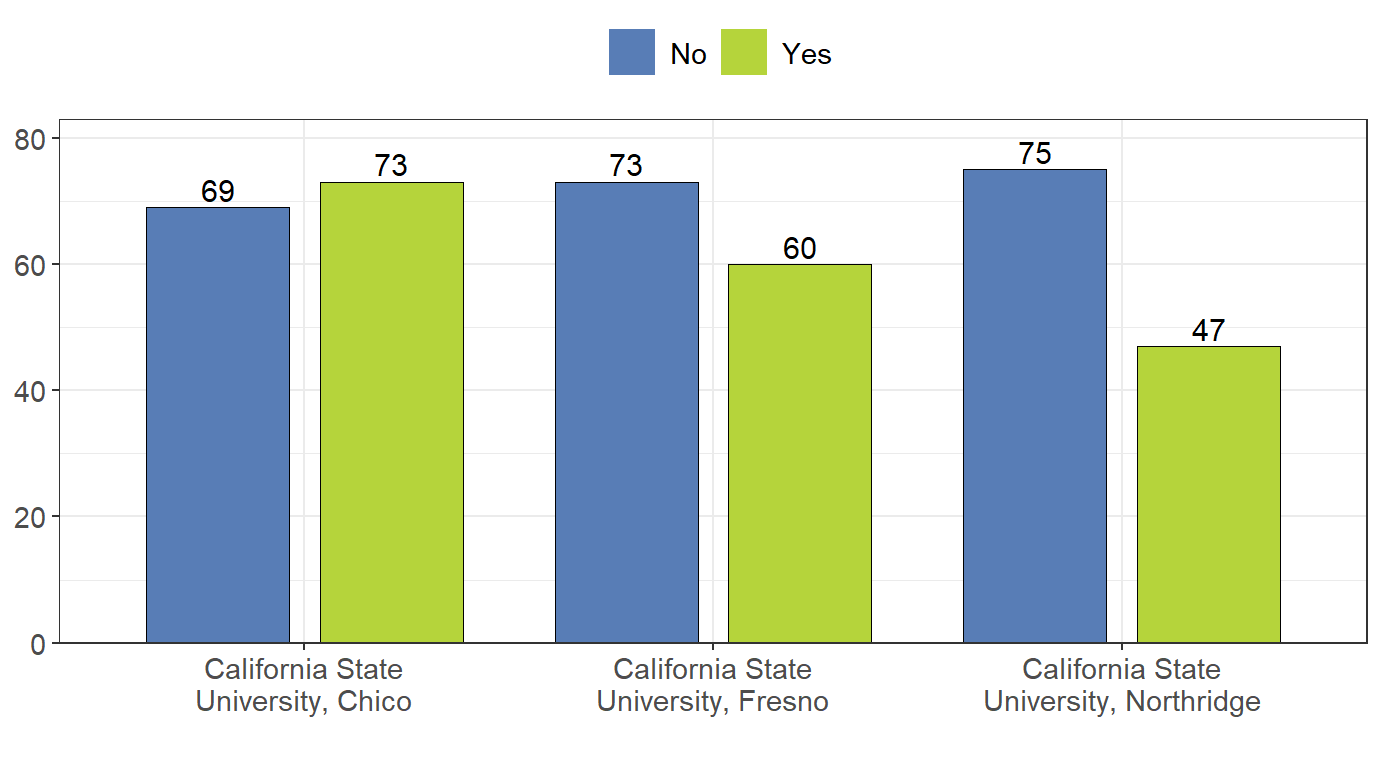 No Yes
80
60
40
20
0
69
73
73
60
75
47
California State
University, Chico
California State
University, Fresno
California State
University, Northridge